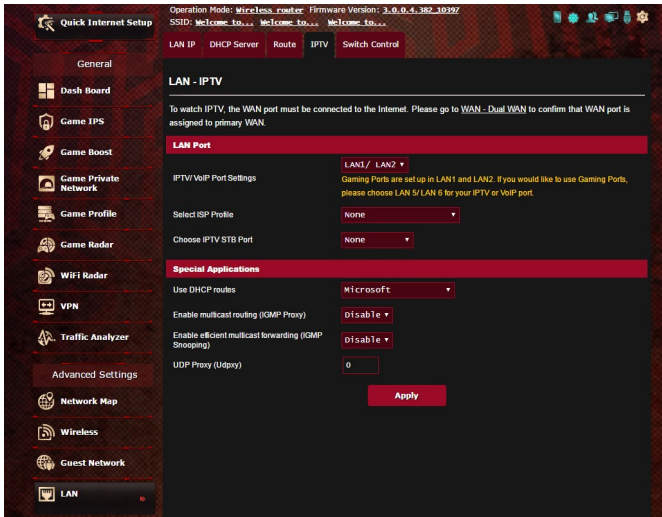 Quick Internet Setup
Operation Mode: Wireless router Firmware Version: 3.0.0.4.382_10397
SSID: Welcome to... Welcome to... Welcome to...
LAN IP DHCP Server Route IPTV Switch Control
General
Dash Board
Game IPS
Game Boost
Game Private
Network
Game Profile
Game Radar
WiFi Radar
VPN
Traffic Analyzer
Advanced Settings
Network Map
Wireless
Guest Network
LAN
LAN - IPTV
To watch IPTV, the WAN port must be connected to the Internet. Please go to WAN - Dual WAN to confirm that WAN port is
assigned to primary WAN.
LAN Port
IPTV/ VoIP Port Settings
LAN1/ LAN2
Gaming Ports are set up in LAN1 and LAN2. If you would like to use Gaming Ports,
please choose LAN 5/ LAN 6 for your IPTV or VoIP port.
Select ISP Profile None
Choose IPTV STB Port None
Special Applications
Use DHCP routes Microsoft
Enable multicast routing (IGMP Proxy) Disable
Enable efficient multicast forwarding (IGMP
Snooping) Disable
UDP Proxy (Udpxy) 0
Apply